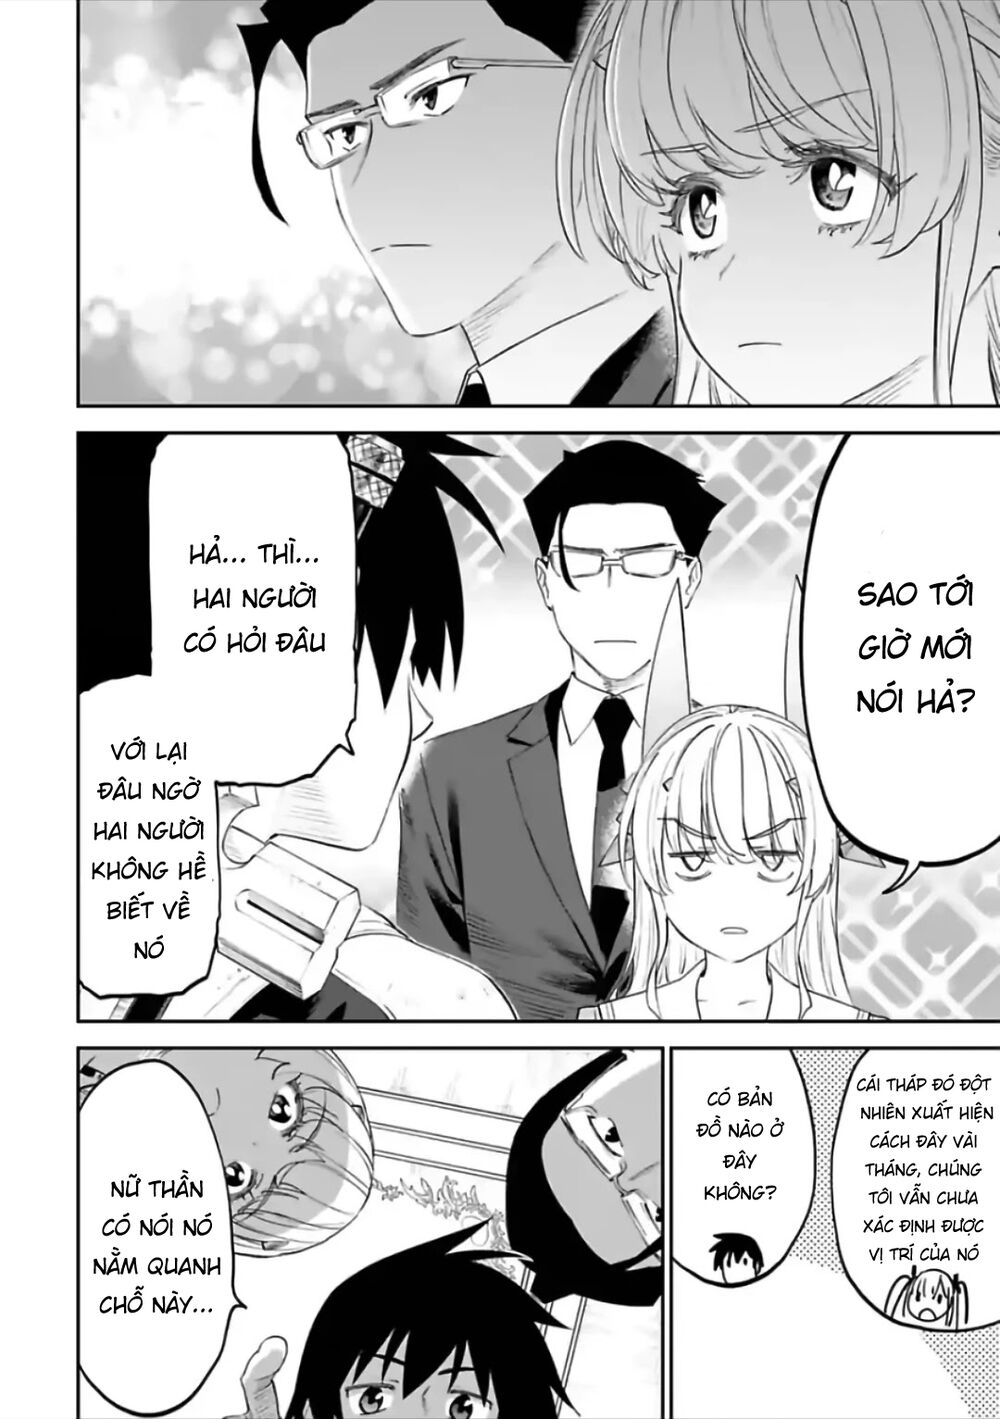 SAO TỚI
GIỜ MỚI
NÓI HẢ?
HẢ... THÌ...
HAI NGƯỜI
CÓ HỎI ĐÂU
VỚI LẠI
ĐÂU NGỜ
HAI NGƯỜI
KHÔNG HỀ
BIẾT VỀ
NÓ
CÁI THÁP ĐÓ ĐỘT
NHIÊN XUẤT HIỆN
CÁCH ĐÂY VÀI
THÁNG, CHÚNG
TÔI VẪN CHƯA
XÁC ĐỊNH ĐƯỢC
VỊ TRÍ CỦA NÓ
CÓ BẢN
ĐỒ NÀO Ở
ĐÂY
KHÔNG?
NỮ THẦN
CÓ NÓI NÓ
NẰM QUANH
CHỖ NÀY...